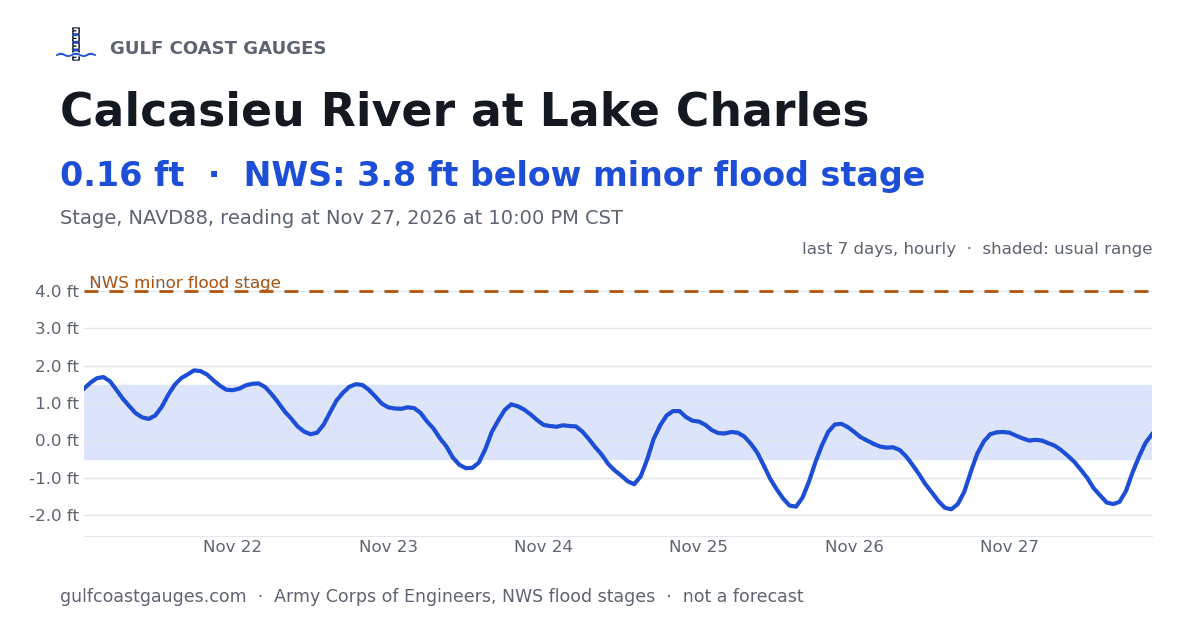 GULF COAST GAUGES
Calcasieu River at Lake Charles
0.16 ft · NWS: 3.8 ft below minor flood stage
Stage, NAVD88, reading at Nov 27, 2026 at 10:00 PM CST
last 7 days, hourly · shaded: usual range
NWS minor flood stage
4.0 ft
3.0 ft
2.0 ft
1.0 ft
0.0 ft
-1.0 ft
-2.0 ft
Nov 22 Nov 23 Nov 24 Nov 25 Nov 26 Nov 27
gulfcoastgauges.com · Army Corps of Engineers, NWS flood stages · not a forecast